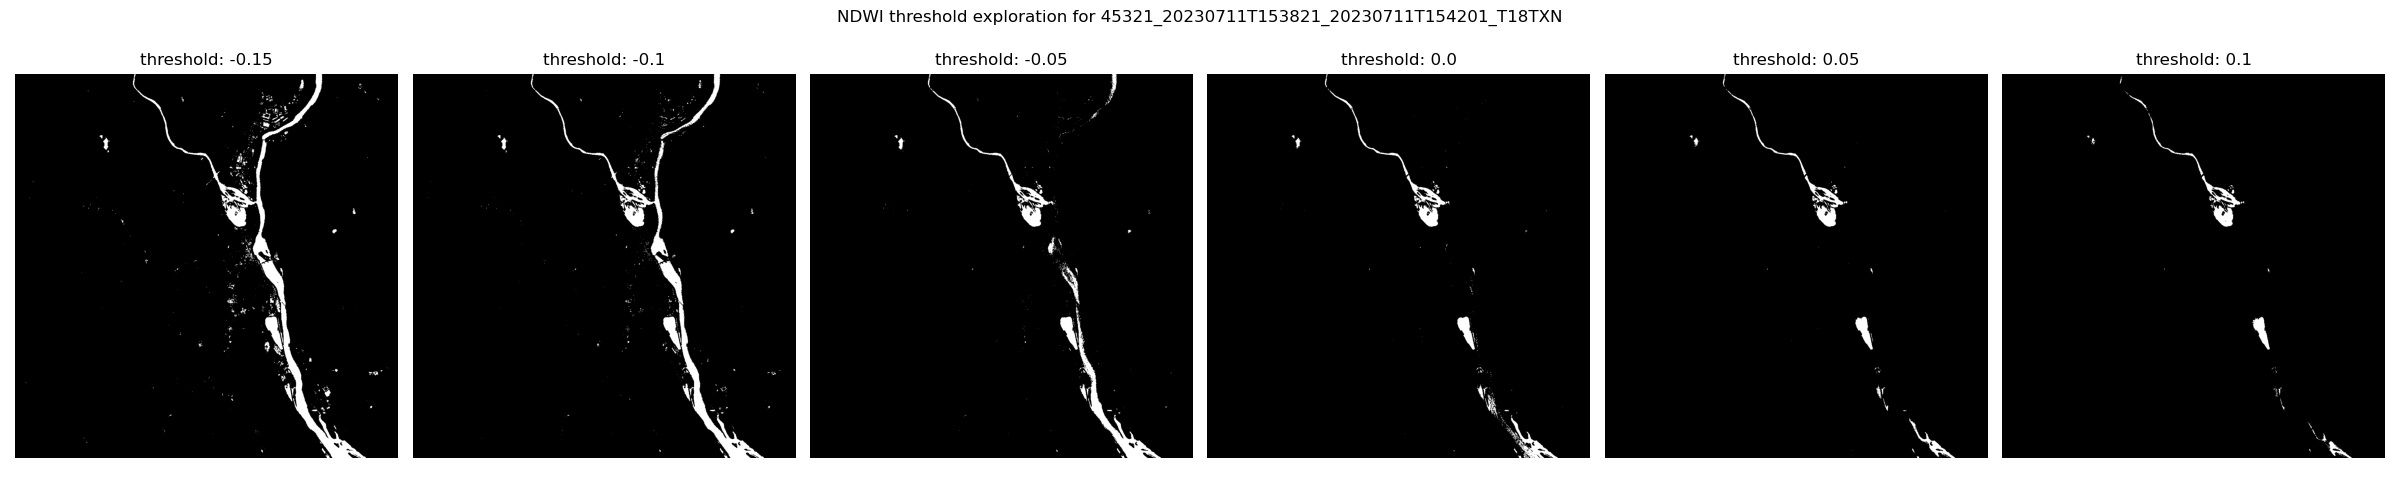 NDWI threshold exploration for 45321_20230711T153821_20230711T154201_T18TXN
threshold: -0.15
threshold: -0.1
threshold: -0.05
threshold: 0.0
threshold: 0.05
threshold: 0.1